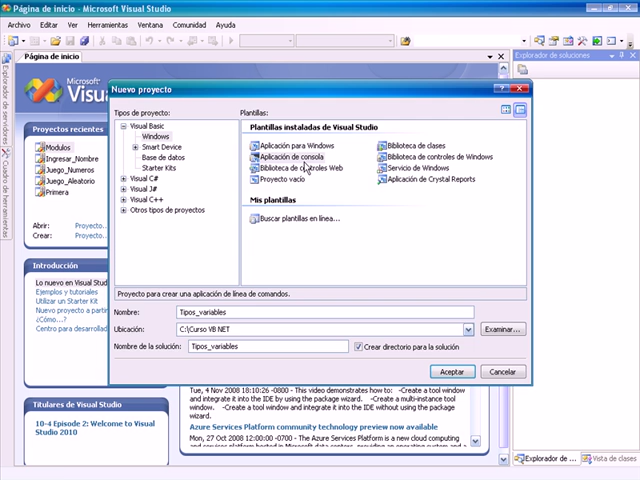 Página de inicio - Microsoft Visual Studio
Archivo Editar Ver Herramientas Ventana Comunidad Ayuda
Página de inicio
Explorador de soluciones
Explorador de servidores
Cuadro de herramientas
Microsoft
Visu
Proyectos recientes
Modulos
Ingresar_Nombre
Juego_Numeros
Juego_Aleatorio
Primera
Abrir: Proyecto...
Crear: Proyecto...
Introducción
Lo nuevo en Visual Studi
Ejemplos y tutoriales
Utilizar un Starter Kit
Nuevo proyecto a partir
¿Cómo...?
Centro para desarrollad
Titulares de Visual Studio
10-4 Episode 2: Welcome to Visual
Studio 2010
Nuevo proyecto
Tipos de proyecto:
Visual Basic
Windows
Smart Device
Base de datos
Starter Kits
Visual C#
Visual J#
Visual C++
Otros tipos de proyectos
Plantillas:
Plantillas instaladas de Visual Studio
Aplicación para Windows
Aplicación de consola
Biblioteca de controles Web
Proyecto vacío
Biblioteca de clases
Biblioteca de controles de Windows
Servicio de Windows
Aplicación de Crystal Reports
Mis plantillas
Buscar plantillas en línea...
Proyecto para crear una aplicación de línea de comandos.
Nombre: Tipos_variables
Ubicación: C:\Curso VB NET
Examinar...
Nombre de la solución: Tipos_variables
Crear directorio para la solución
Aceptar
Cancelar
Tue, 4 Nov 2008 18:10:26 -0800 - This video demonstrates how to: -Create a tool window
and integrate it into the IDE by using the package wizard. -Create a multi-instance tool
window. -Create a tool window and integrate it into the IDE without using the package
wizard.
Azure Services Platform community technology preview now available
Mon, 27 Oct 2008 12:00:00 -0700 - The Azure Services Platform is a new cloud computing
Explorador de ...
Vista de clases